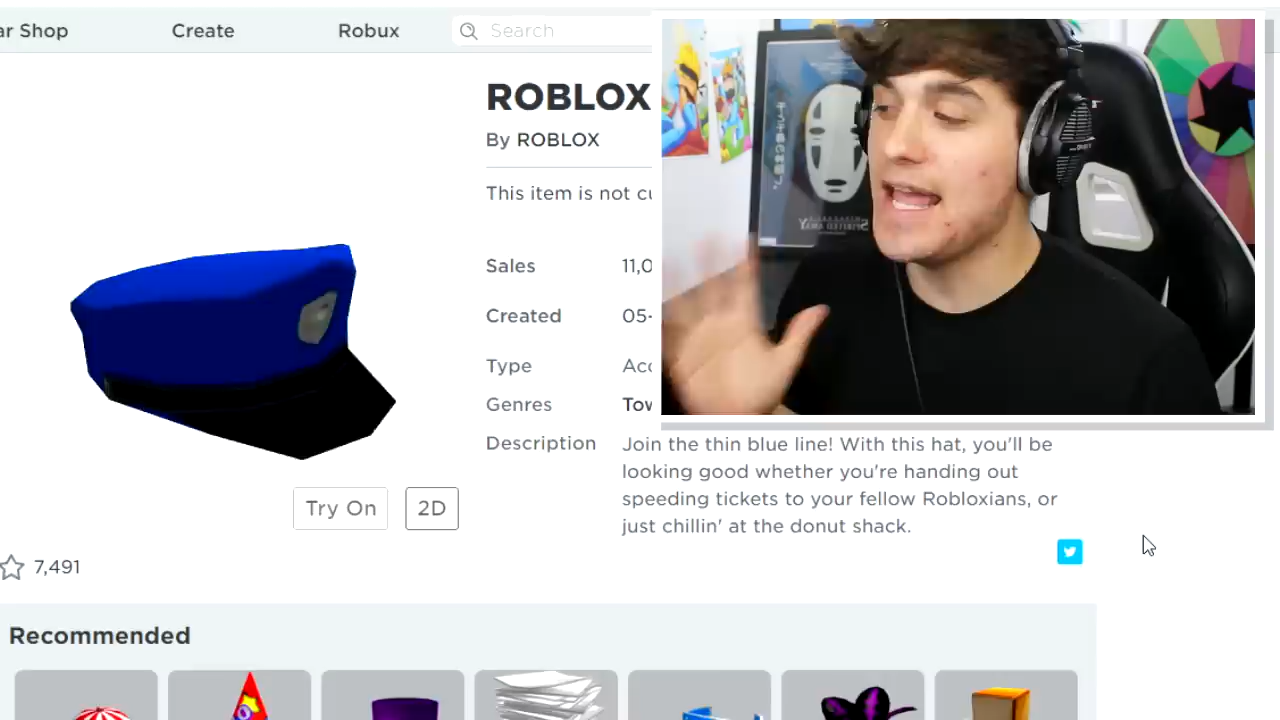 ar Shop
Create
Robux
Search
ROBLOX
By ROBLOX
This item is not cu
Sales
11,0
Created
05-
Type
Acc
Genres
Tow
Description
Join the thin blue line! With this hat, you'll be
looking good whether you're handing out
speeding tickets to your fellow Robloxians, or
just chillin' at the donut shack.
Try On
2D
7,491
Recommended
SPIRITED AWAY